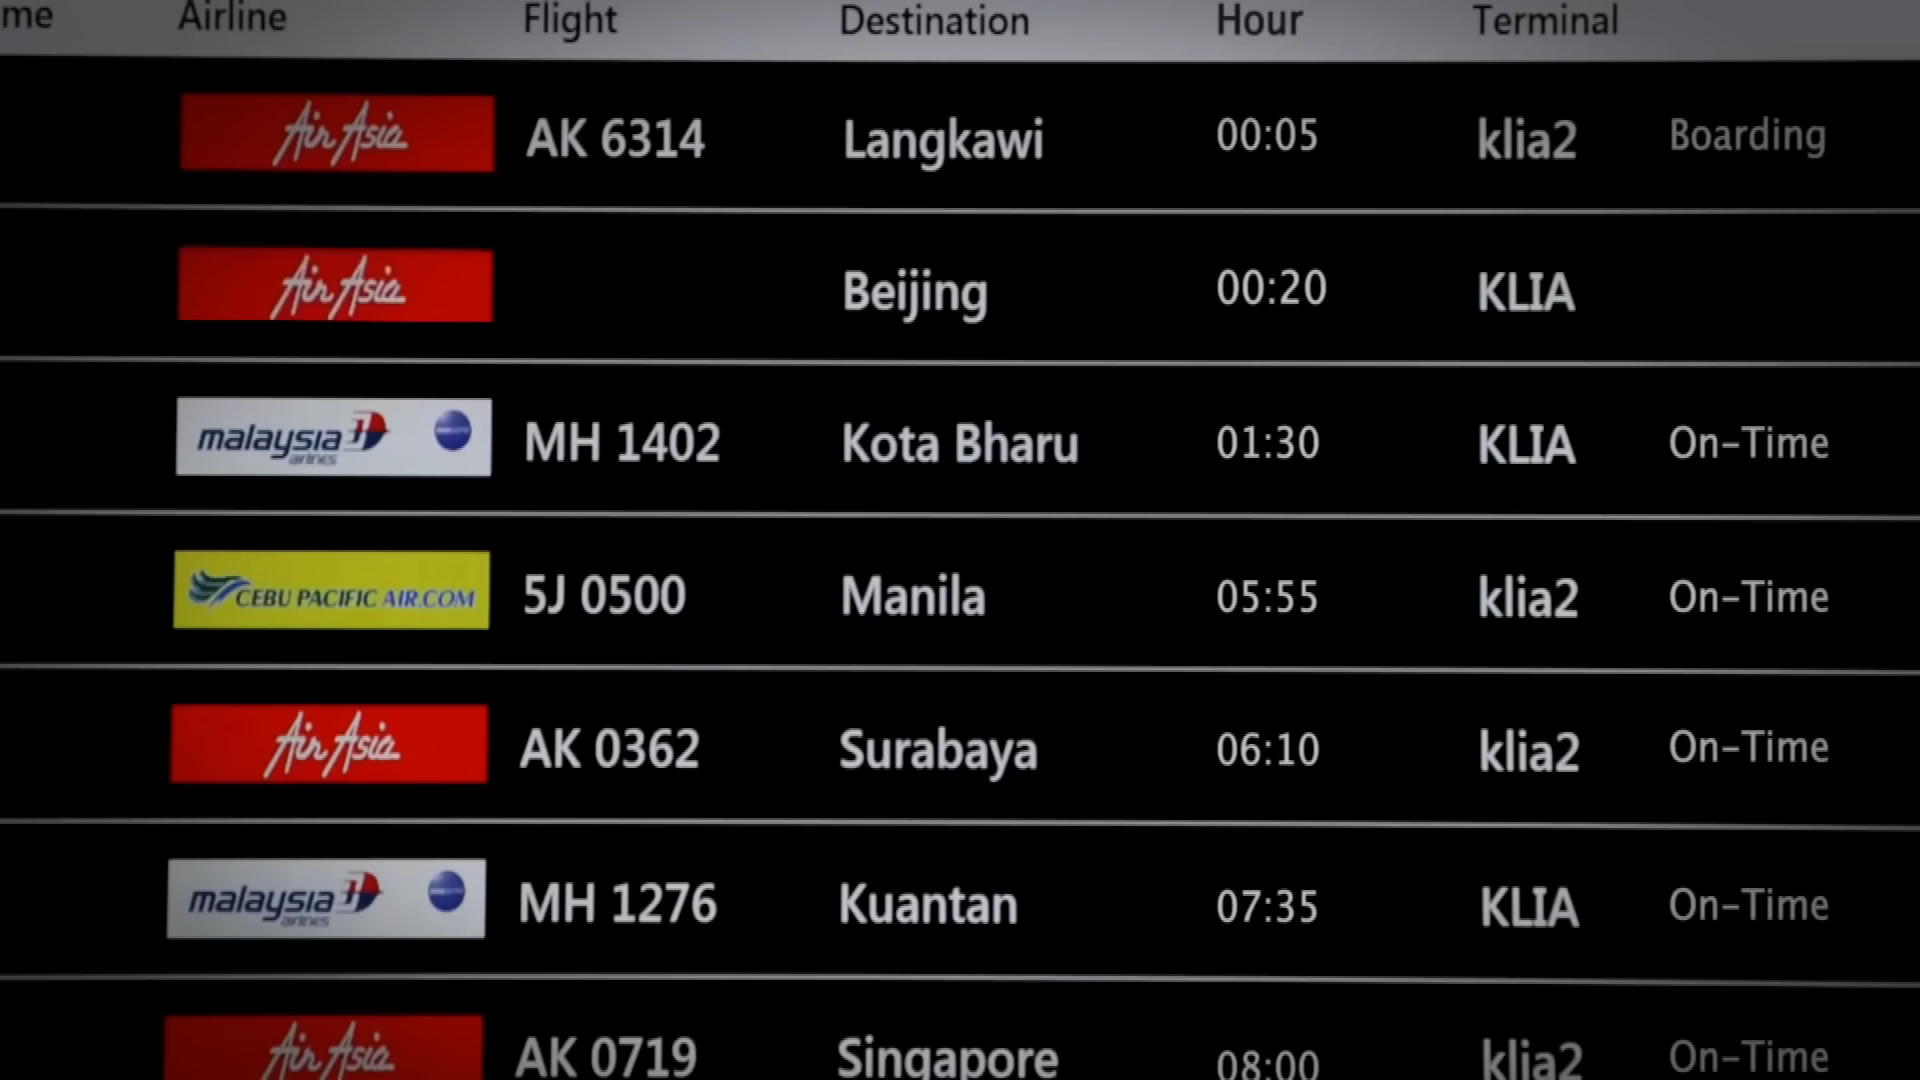 me Airline Flight Destination Hour Terminal
AirAsia AK 6314 Langkawi 00:05 klia2 Boarding
AirAsia Beijing 00:20 KLIA
malaysia airlines MH 1402 Kota Bharu 01:30 KLIA On-Time
CEBU PACIFIC AIR.COM 5J 0500 Manila 05:55 klia2 On-Time
AirAsia AK 0362 Surabaya 06:10 klia2 On-Time
malaysia airlines MH 1276 Kuantan 07:35 KLIA On-Time
AirAsia AK 0719 Singapore 08:00 klia2 On-Time